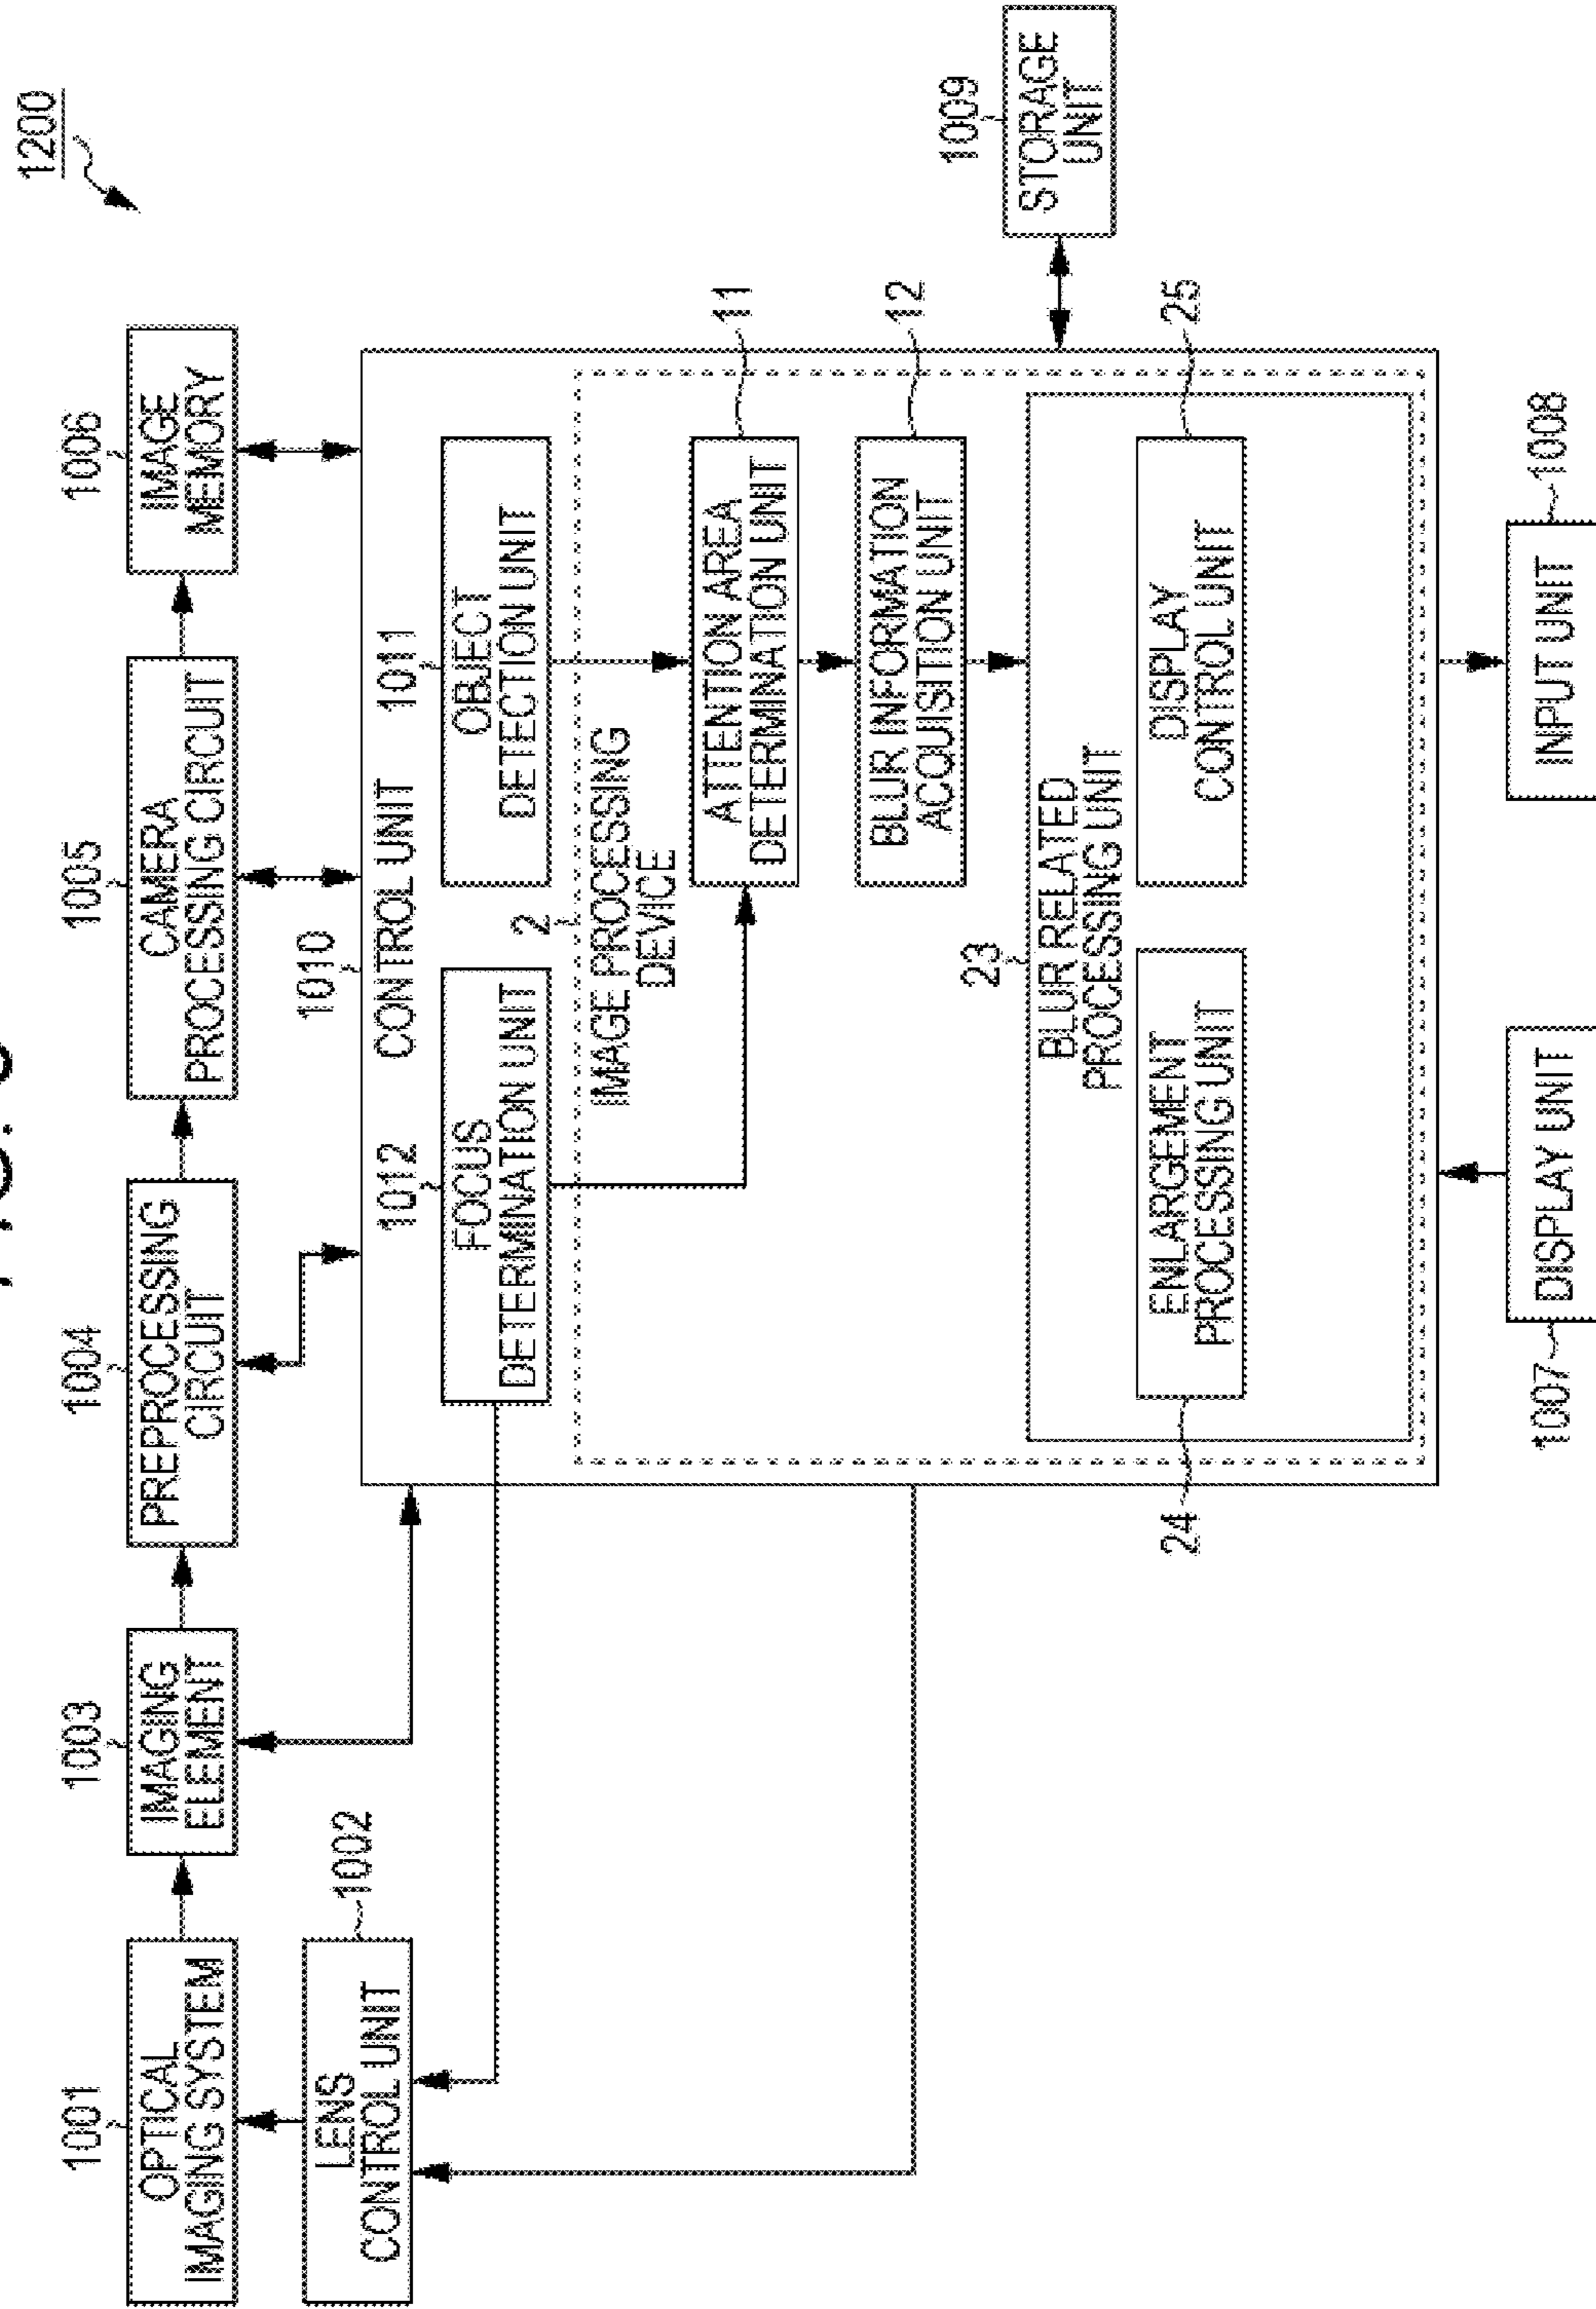 1200
1001
OPTICAL
IMAGING SYSTEM
1003
IMAGING
ELEMENT
1004
PREPROCESSING
CIRCUIT
1005
CAMERA
PROCESSING CIRCUIT
1006
IMAGE
MEMORY
LENS
CONTROL UNIT
1002
1010
CONTROL UNIT
1012
FOCUS
DETERMINATION UNIT
1011
OBJECT
DETECTION UNIT
2
IMAGE PROCESSING
DEVICE
ATTENTION AREA
DETERMINATION UNIT
11
BLUR INFORMATION
ACQUISITION UNIT
12
23
BLUR RELATED
PROCESSING UNIT
24
ENLARGEMENT
PROCESSING UNIT
DISPLAY
CONTROL UNIT
25
1009
STORAGE
UNIT
1007
DISPLAY UNIT
INPUT UNIT
1008